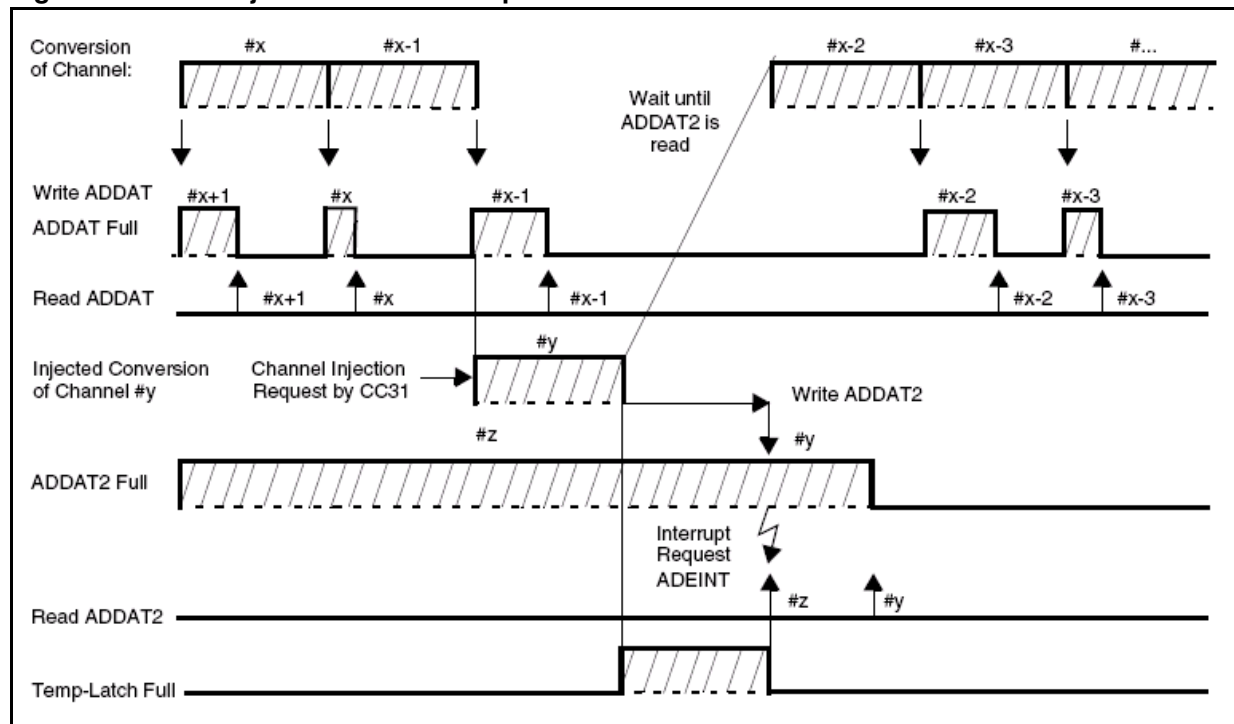 Conversion
of Channel:
#x
#x-1
#x-2
#x-3
#...
Wait until
ADDAT2 is
read
Write ADDAT
#x+1
#x
#x-1
#x-2
#x-3
ADDAT Full
Read ADDAT
#x+1
#x
#x-1
#x-2
#x-3
Injected Conversion
of Channel #y
Channel Injection
Request by CC31
#y
Write ADDAT2
#z
#y
ADDAT2 Full
Interrupt
Request
ADEINT
Read ADDAT2
#z
#y
Temp-Latch Full